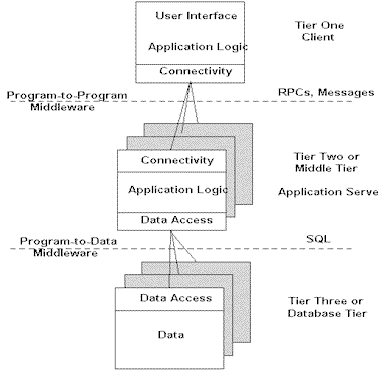 User Interface
Tier One
Client
Application Logic
Connectivity
Program-to-Program
Middleware
RPCs, Messages
Connectivity
Tier Two or
Middle Tier
Application Logic
Application Serve
Data Access
Program-to-Data
Middleware
SQL
Data Access
Tier Three or
Database Tier
Data